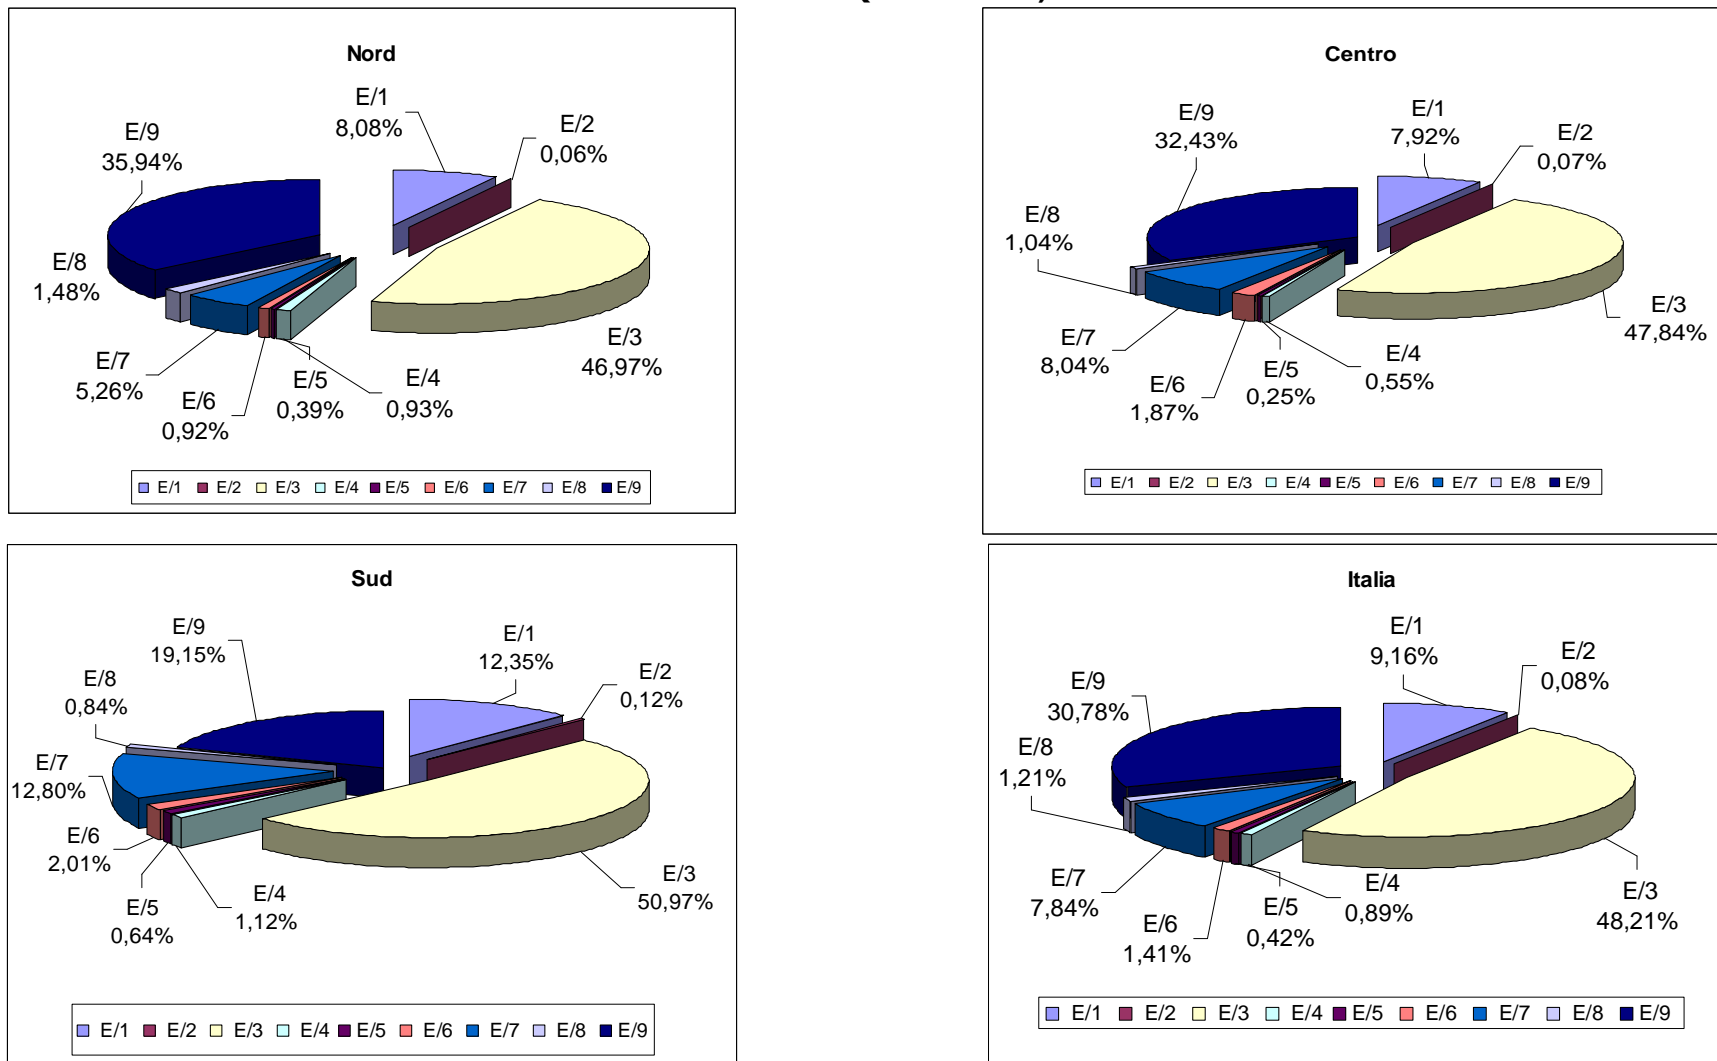 Nord
E/1
8,08%
E/2
0,06%
E/9
35,94%
E/8
1,48%
E/3
46,97%
E/7
5,26%
E/5
0,39%
E/4
0,93%
E/6
0,92%
E/1 E/2 E/3 E/4 E/5 E/6 E/7 E/8 E/9
Centro
E/9
32,43%
E/1
7,92%
E/2
0,07%
E/8
1,04%
E/3
47,84%
E/7
8,04%
E/4
0,55%
E/5
0,25%
E/6
1,87%
E/1 E/2 E/3 E/4 E/5 E/6 E/7 E/8 E/9
Sud
E/9
19,15%
E/1
12,35%
E/2
0,12%
E/8
0,84%
E/7
12,80%
E/6
2,01%
E/3
50,97%
E/5
0,64%
E/4
1,12%
E/1 E/2 E/3 E/4 E/5 E/6 E/7 E/8 E/9
Italia
E/1
9,16%
E/2
0,08%
E/9
30,78%
E/8
1,21%
E/7
7,84%
E/4
0,89%
E/3
48,21%
E/5
0,42%
E/6
1,41%
E/1 E/2 E/3 E/4 E/5 E/6 E/7 E/8 E/9